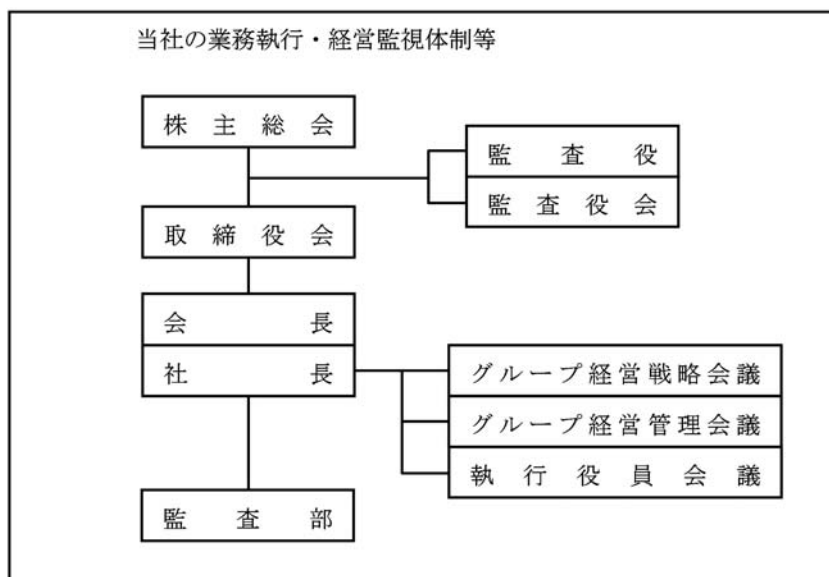 当社の業務執行・経営監視体制等
株主総会
監査役
監査役会
取締役会
会長
社長
グループ経営戦略会議
グループ経営管理会議
執行役員会議
監査部